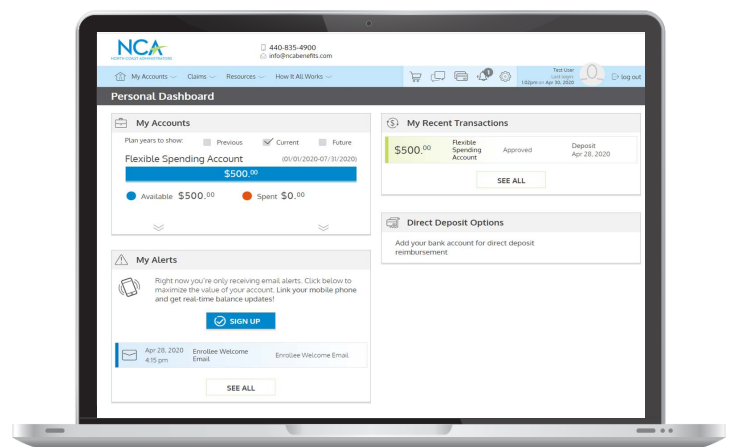 NCA
NORTH COAST ADMINISTRATORS
440-835-4900
info@ncabenefits.com
My Accounts
Claims
Resources
How It All Works
Test User
Last login:
1:02pm on Apr 30, 2020
log out
Personal Dashboard
My Accounts
Plan years to show:
Previous
Current
Future
Flexible Spending Account
(01/01/2020-07/31/2020)
$500.00
Available $500.00
Spent $0.00
My Alerts
Right now you're only receiving email alerts. Click below to
maximize the value of your account. Link your mobile phone
and get real-time balance updates!
SIGN UP
Apr 28, 2020
4:15 pm
Enrollee Welcome
Email
Enrollee Welcome Email
SEE ALL
My Recent Transactions
$500.00
Flexible
Spending
Account
Approved
Deposit
Apr 28, 2020
SEE ALL
Direct Deposit Options
Add your bank account for direct deposit
reimbursement